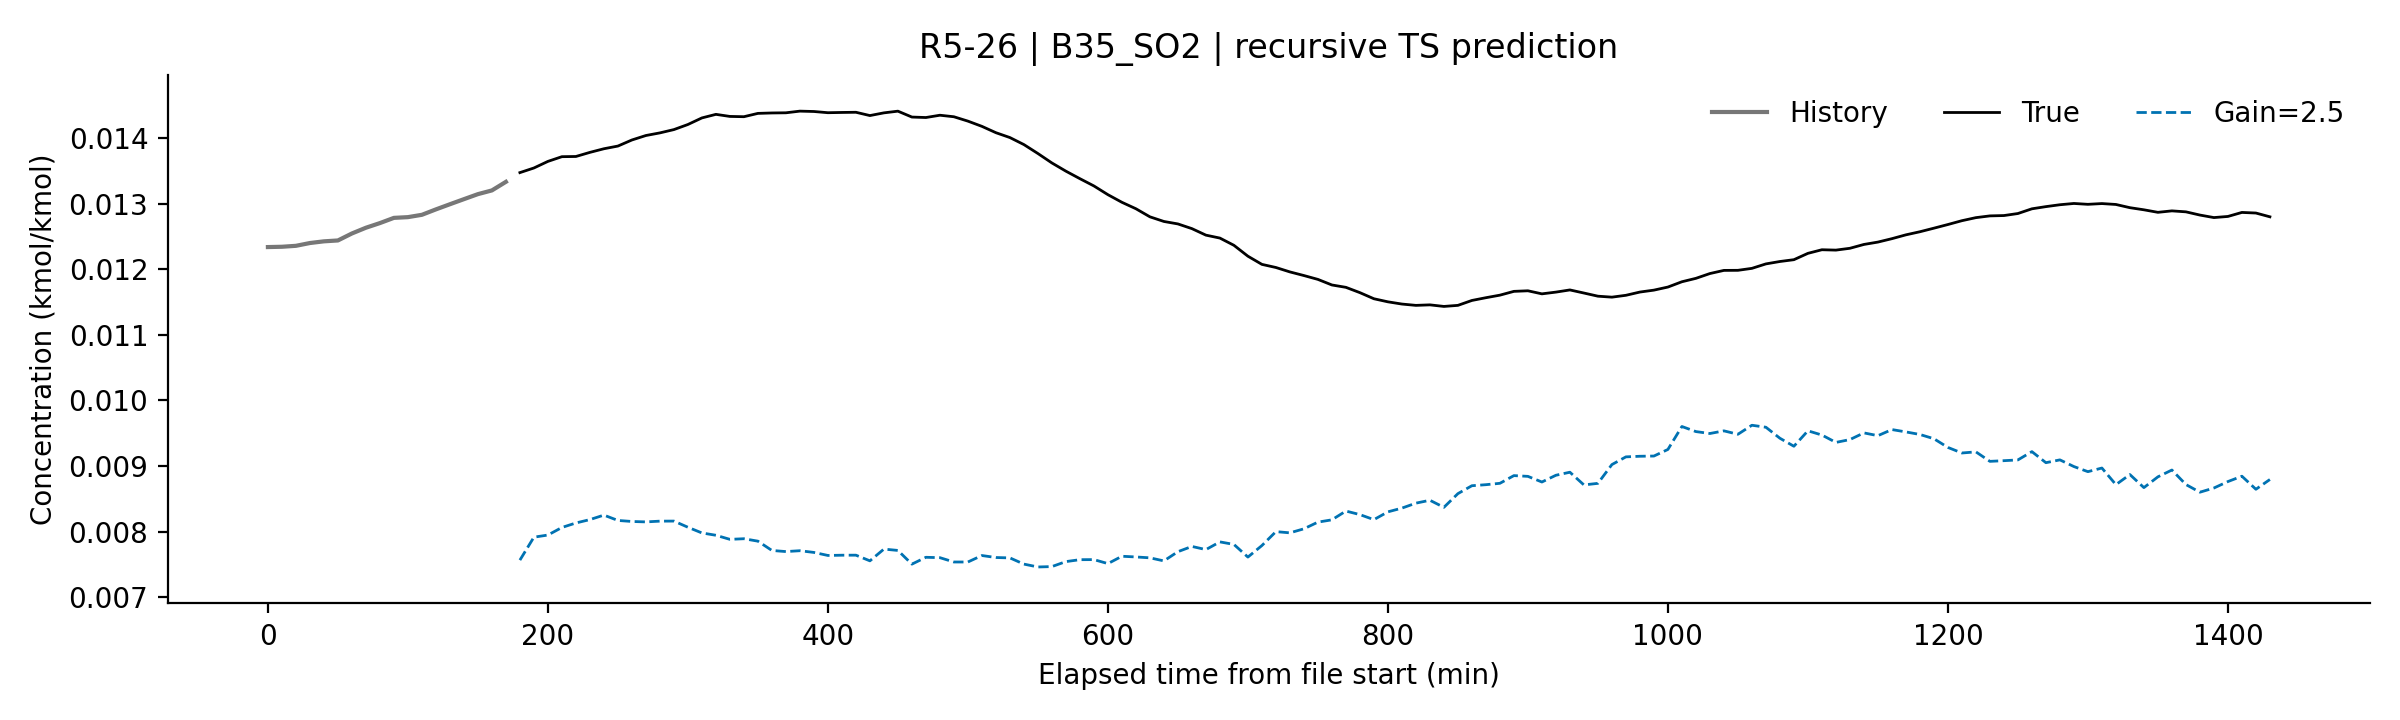 R5-26 | B35_SO2 | recursive TS prediction
History
True
Gain=2.5
Concentration (kmol/kmol)
0.014
0.013
0.012
0.011
0.010
0.009
0.008
0.007
0 200 400 600 800 1000 1200 1400
Elapsed time from file start (min)